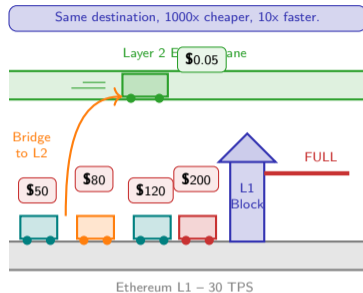 Same destination, 1000x cheaper, 10x faster.
Layer 2 E ane
$0.05
Bridge
to L2
$50
$80
$120
$200
L1
Block
FULL
Ethereum L1 – 30 TPS